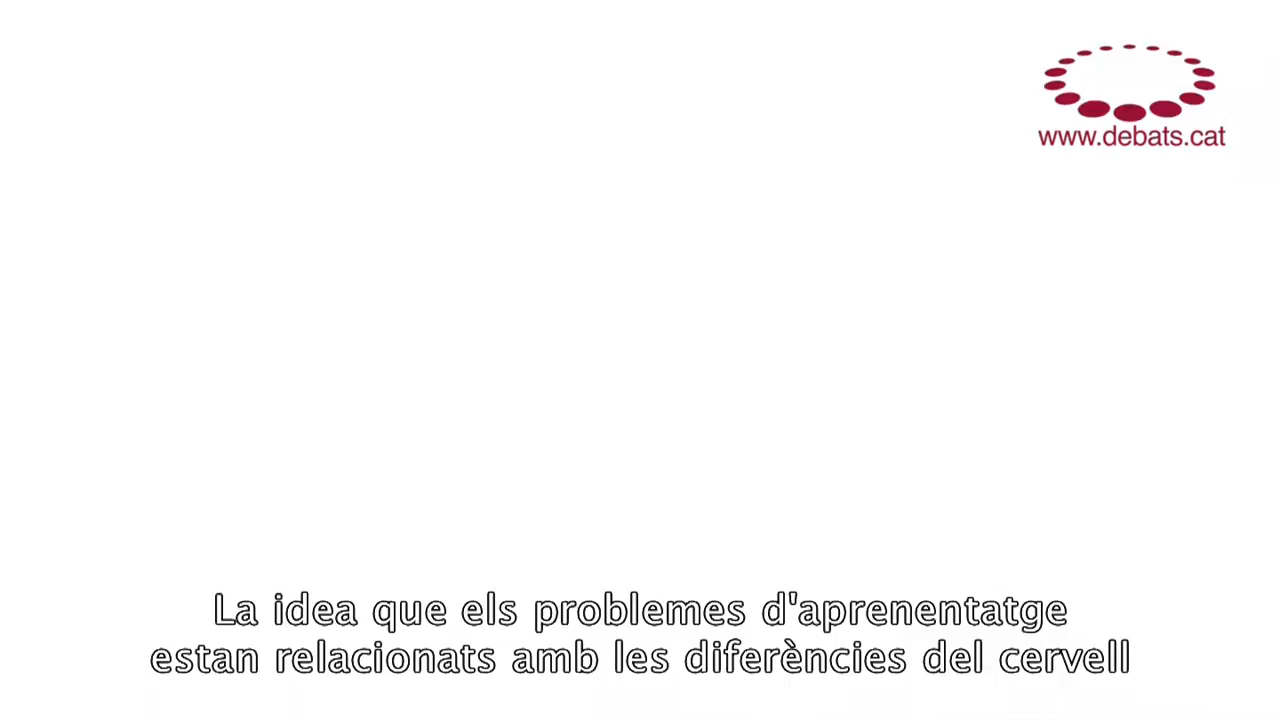 www.debats.cat
La idea que els problemes d'aprenentatge
estan relacionats amb les diferències del cervell